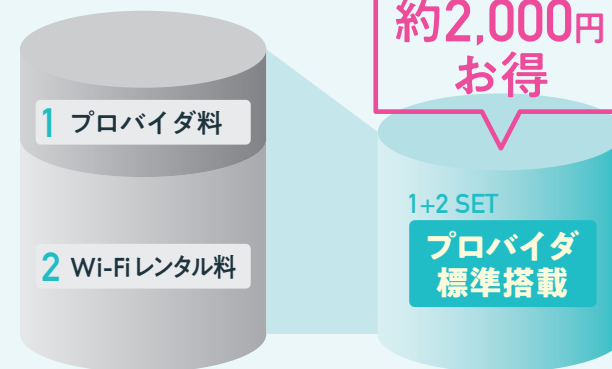 約2,000円
お得
1 プロバイダ料
2 Wi-Fiレンタル料
1+2 SET
プロバイダ
標準搭載